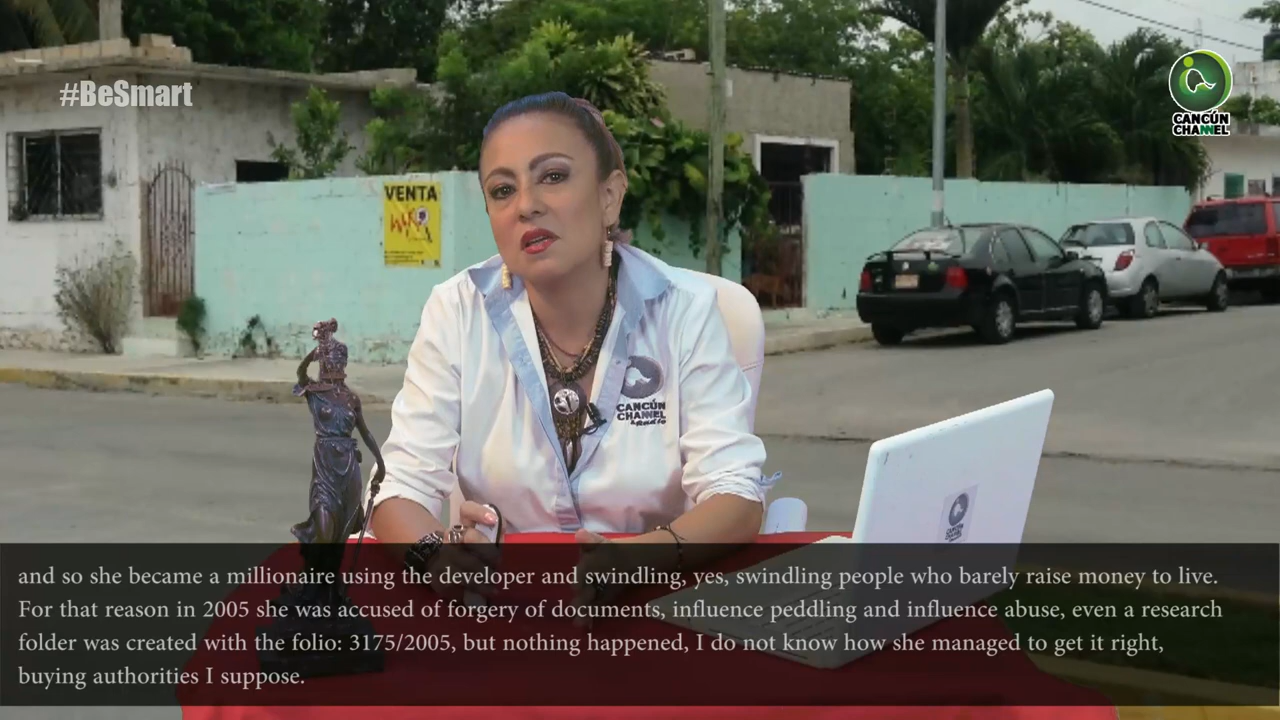 #BeSmart
CANCÚN
CHANNEL
VENTA
CANCÚN
CHANNEL
& Radio
and so she became a millionaire using the developer and swindling, yes, swindling people who barely raise money to live.
For that reason in 2005 she was accused of forgery of documents, influence peddling and influence abuse, even a research
folder was created with the folio: 3175/2005, but nothing happened, I do not know how she managed to get it right,
buying authorities I suppose.